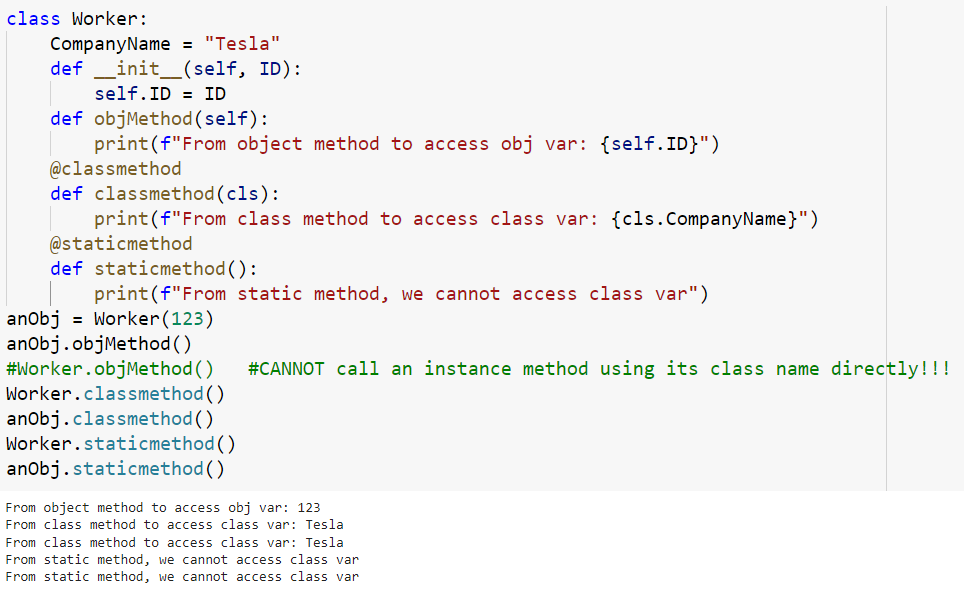 class Worker:
    CompanyName = "Tesla"
    def __init__(self, ID):
        self.ID = ID
    def objMethod(self):
        print(f"From object method to access obj var: {self.ID}")
    @classmethod
    def classmethod(cls):
        print(f"From class method to access class var: {cls.CompanyName}")
    @staticmethod
    def staticmethod():
        print(f"From static method, we cannot access class var")
anObj = Worker(123)
anObj.objMethod()
#Worker.objMethod()   #CANNOT call an instance method using its class name directly!!!
Worker.classmethod()
anObj.classmethod()
Worker.staticmethod()
anObj.staticmethod()
From object method to access obj var: 123
From class method to access class var: Tesla
From class method to access class var: Tesla
From static method, we cannot access class var
From static method, we cannot access class var